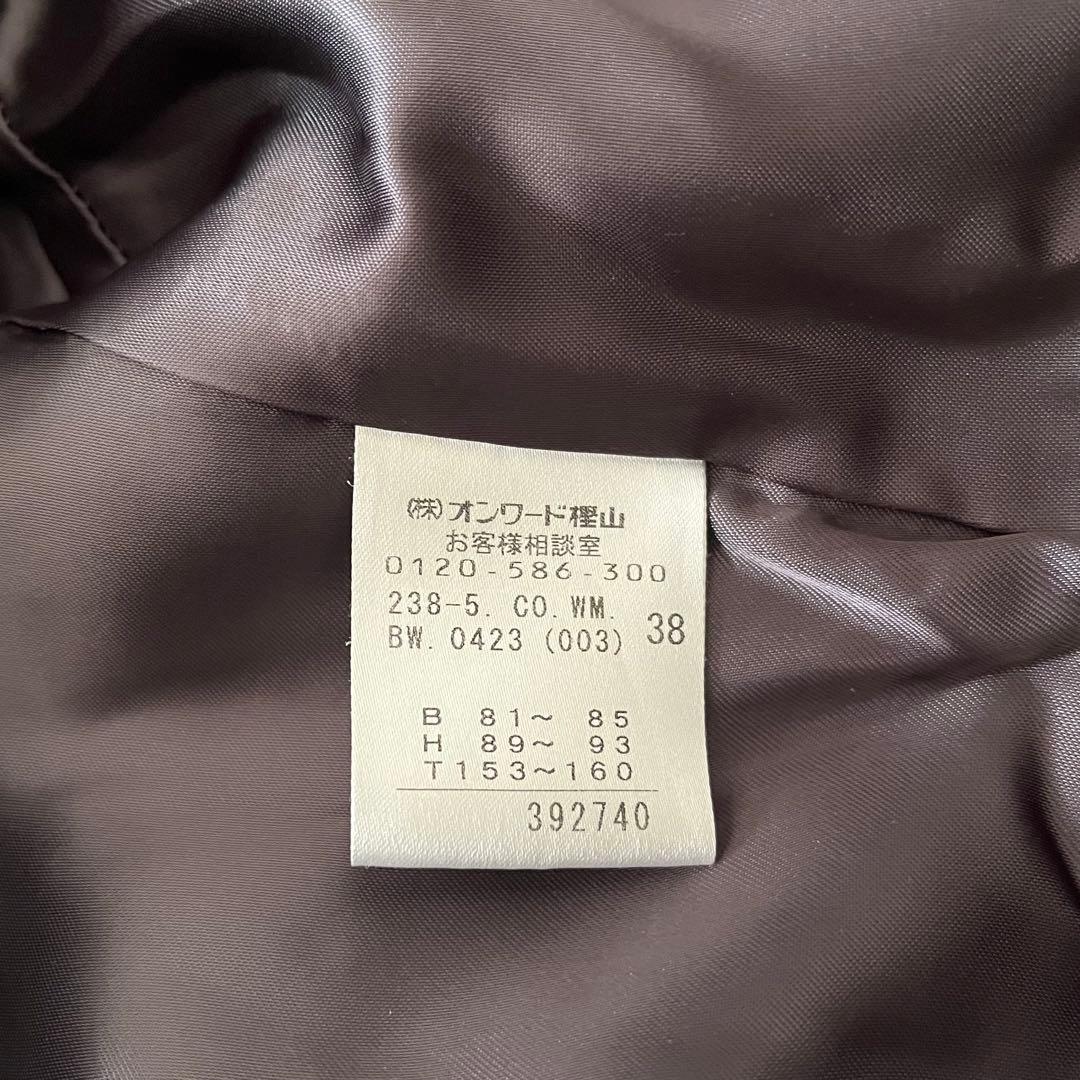 (株)オンワード樫山
お客様相談室
0120-586-300
238-5. CO. WM.
BW. 0423 (003) 38
B 81～ 85
H 89～ 93
T153～160
392740